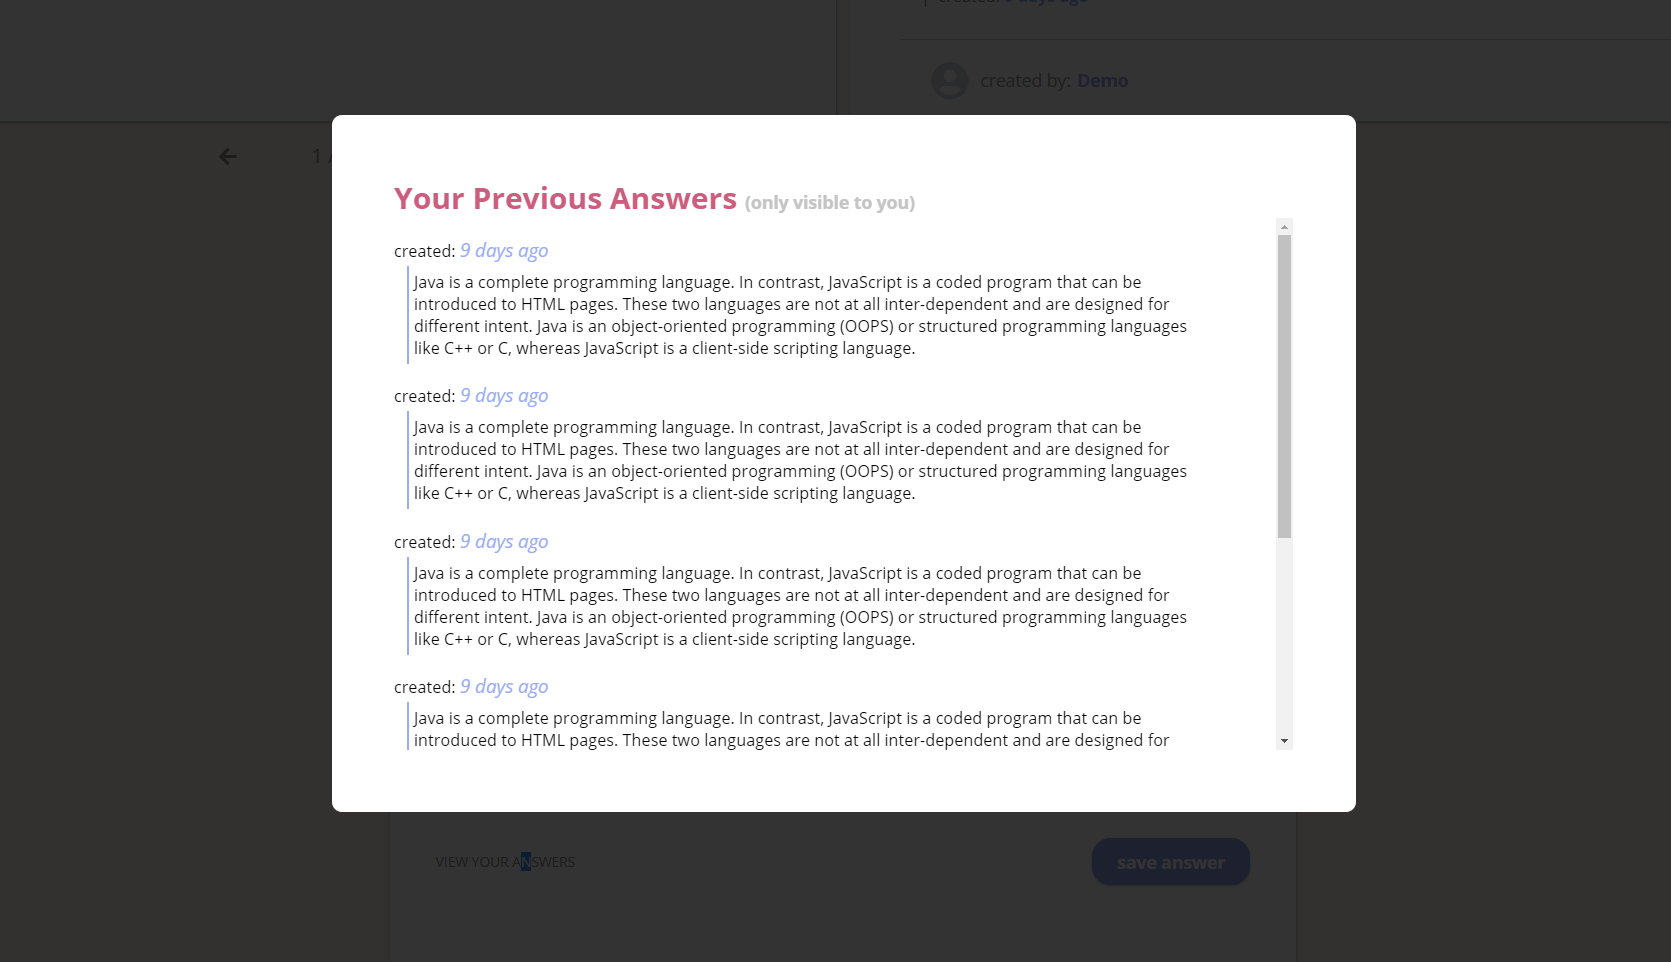 created: 9 days ago
created by: Demo
1
Your Previous Answers (only visible to you)
created: 9 days ago
Java is a complete programming language. In contrast, JavaScript is a coded program that can be
introduced to HTML pages. These two languages are not at all inter-dependent and are designed for
different intent. Java is an object-oriented programming (OOPS) or structured programming languages
like C++ or C, whereas JavaScript is a client-side scripting language.
created: 9 days ago
Java is a complete programming language. In contrast, JavaScript is a coded program that can be
introduced to HTML pages. These two languages are not at all inter-dependent and are designed for
different intent. Java is an object-oriented programming (OOPS) or structured programming languages
like C++ or C, whereas JavaScript is a client-side scripting language.
created: 9 days ago
Java is a complete programming language. In contrast, JavaScript is a coded program that can be
introduced to HTML pages. These two languages are not at all inter-dependent and are designed for
different intent. Java is an object-oriented programming (OOPS) or structured programming languages
like C++ or C, whereas JavaScript is a client-side scripting language.
created: 9 days ago
Java is a complete programming language. In contrast, JavaScript is a coded program that can be
introduced to HTML pages. These two languages are not at all inter-dependent and are designed for
VIEW YOUR ANSWERS
save answer